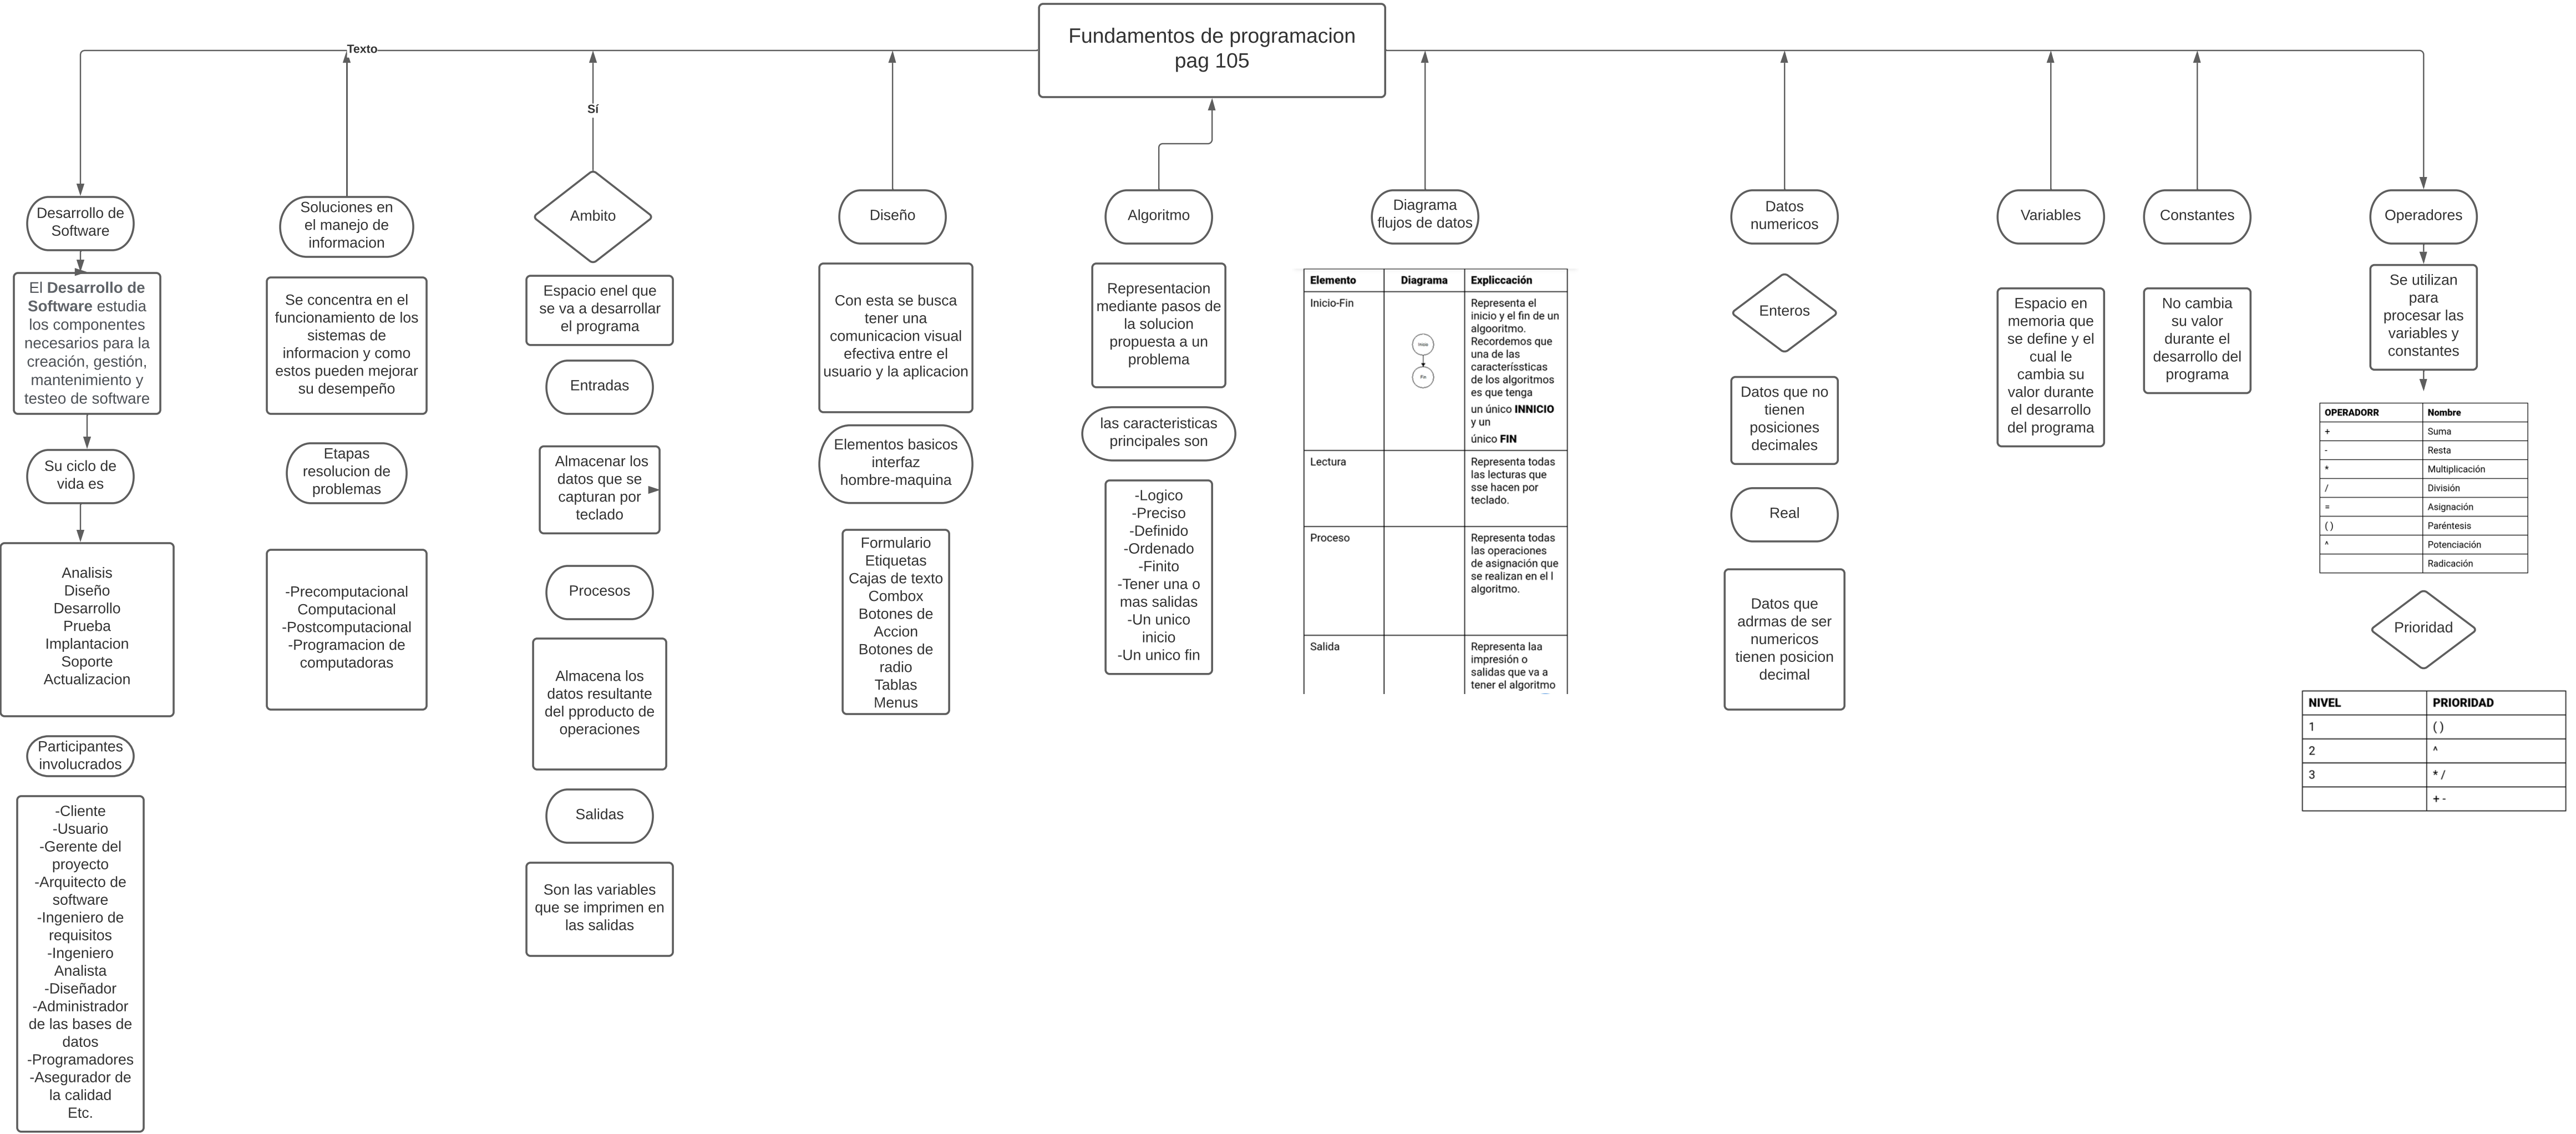 Fundamentos de programacion
pag 105
Texto
Sí
Desarrollo de
Software
El Desarrollo de
Software estudia
los componentes
necesarios para la
creación, gestión,
mantenimiento y
testeo de software
Su ciclo de
vida es
Analisis
Diseño
Desarrollo
Prueba
Implantacion
Soporte
Actualizacion
Participantes
involucrados
-Cliente
-Usuario
-Gerente del
proyecto
-Arquitecto de
software
-Ingeniero de
requisitos
-Ingeniero
Analista
-Diseñador
-Administrador
de las bases de
datos
-Programadores
-Asegurador de
la calidad
Etc.
Soluciones en
el manejo de
informacion
Se concentra en el
funcionamiento de los
sistemas de
informacion y como
estos pueden mejorar
su desempeño
Etapas
resolucion de
problemas
-Precomputacional
Computacional
-Postcomputacional
-Programacion de
computadoras
Ambito
Espacio enel que
se va a desarrollar
el programa
Entradas
Almacenar los
datos que se
capturan por
teclado
Procesos
Almacena los
datos resultante
del pproducto de
operaciones
Salidas
Son las variables
que se imprimen en
las salidas
Diseño
Con esta se busca
tener una
comunicacion visual
efectiva entre el
usuario y la aplicacion
Elementos basicos
interfaz
hombre-maquina
Formulario
Etiquetas
Cajas de texto
Combox
Botones de
Accion
Botones de
radio
Tablas
Menus
Algoritmo
Representacion
mediante pasos de
la solucion
propuesta a un
problema
las caracteristicas
principales son
-Logico
-Preciso
-Definido
-Ordenado
-Finito
-Tener una o
mas salidas
-Un unico
inicio
-Un unico fin
Diagrama
flujos de datos
Elemento Diagrama Expliccación
Inicio-Fin
Inicio
Fin
Representa el
inicio y el fin de un
algooritmo.
Recordemos que
una de las
caracteríssticas
de los algoritmos
es que tenga
un único INNICIO
y un
único FIN
Lectura
Representa todas
las lecturas que
sse hacen por
teclado.
Proceso
Representa todas
las operaciones
de asignación que
se realizan en el l
algoritmo.
Salida
Representa laa
impresión o
salidas que va a
tener el algoritmo
Datos
numericos
Enteros
Datos que no
tienen
posiciones
decimales
Real
Datos que
adrmas de ser
numericos
tienen posicion
decimal
Variables
Espacio en
memoria que
se define y el
cual le
cambia su
valor durante
el desarrollo
del programa
Constantes
No cambia
su valor
durante el
desarrollo del
programa
Operadores
Se utilizan
para
procesar las
variables y
constantes
OPERADORR Nombre
+ Suma
- Resta
* Multiplicación
/ División
= Asignación
( ) Paréntesis
^ Potenciación
Radicación
Prioridad
NIVEL PRIORIDAD
1 ( )
2 ^
3 * /
+ -